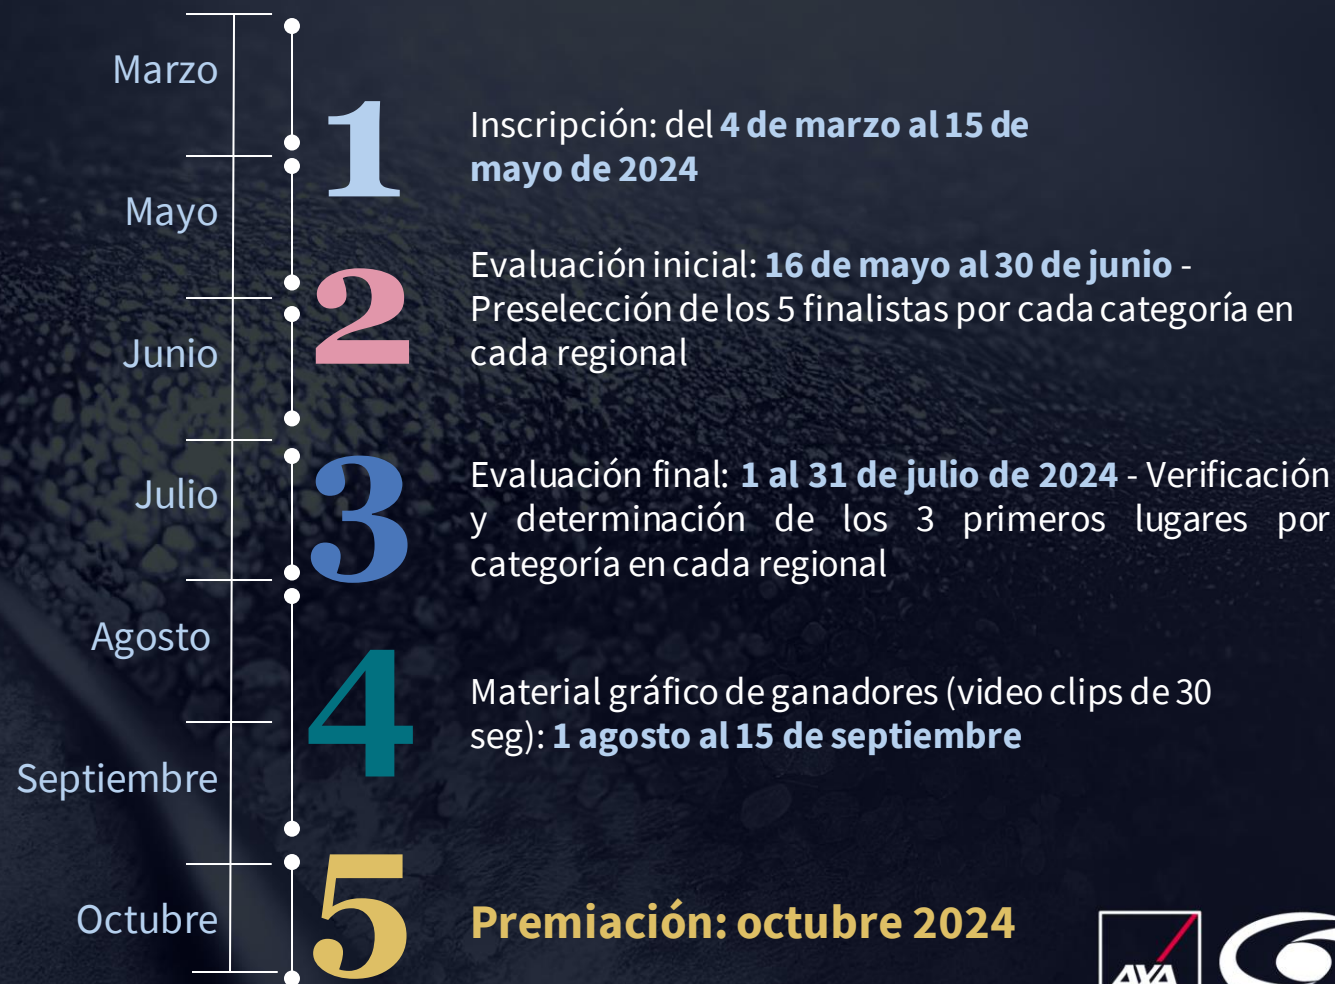 Marzo
Mayo
Junio
Julio
Agosto
Septiembre
Octubre
1
Inscripción: del 4 de marzo al 15 de
mayo de 2024
2
Evaluación inicial: 16 de mayo al 30 de junio -
Preselección de los 5 finalistas por cada categoría en
cada regional
3
Evaluación final: 1 al 31 de julio de 2024 - Verificación
y determinación de los 3 primeros lugares por
categoría en cada regional
4
Material gráfico de ganadores (video clips de 30
seg): 1 agosto al 15 de septiembre
5
Premiación: octubre 2024
AXA